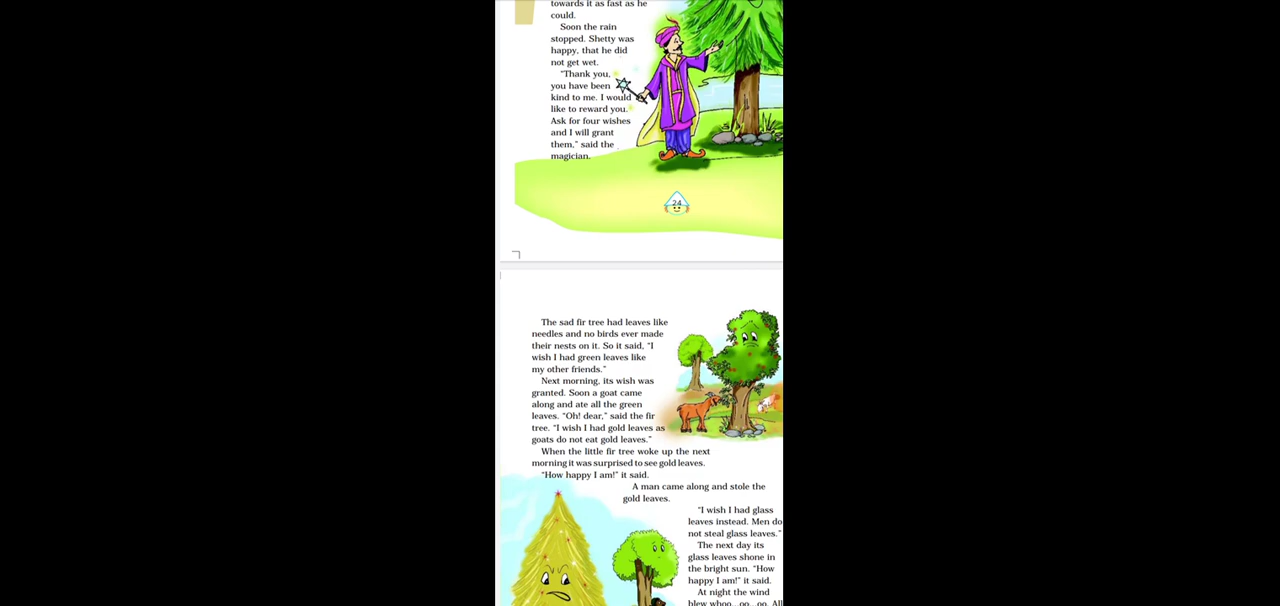 towards it as fast as he
could.
Soon the rain
stopped. Shetty was
happy, that he did
not get wet.
"Thank you,
you have been
kind to me. I would
like to reward you.
Ask for four wishes
and I will grant
them," said the
magician.
24
The sad fir tree had leaves like
needles and no birds ever made
their nests on it. So it said, "I
wish I had green leaves like
my other friends."
Next morning, its wish was
granted. Soon a goat came
along and ate all the green
leaves. "Oh! dear," said the fir
tree. "I wish I had gold leaves as
goats do not eat gold leaves."
When the little fir tree woke up the next
morning it was surprised to see gold leaves.
"How happy I am!" it said.
A man came along and stole the
gold leaves.
"I wish I had glass
leaves instead. Men do
not steal glass leaves."
The next day its
glass leaves shone in
the bright sun. "How
happy I am!" it said.
At night the wind
blew whoo...oo...oo. All